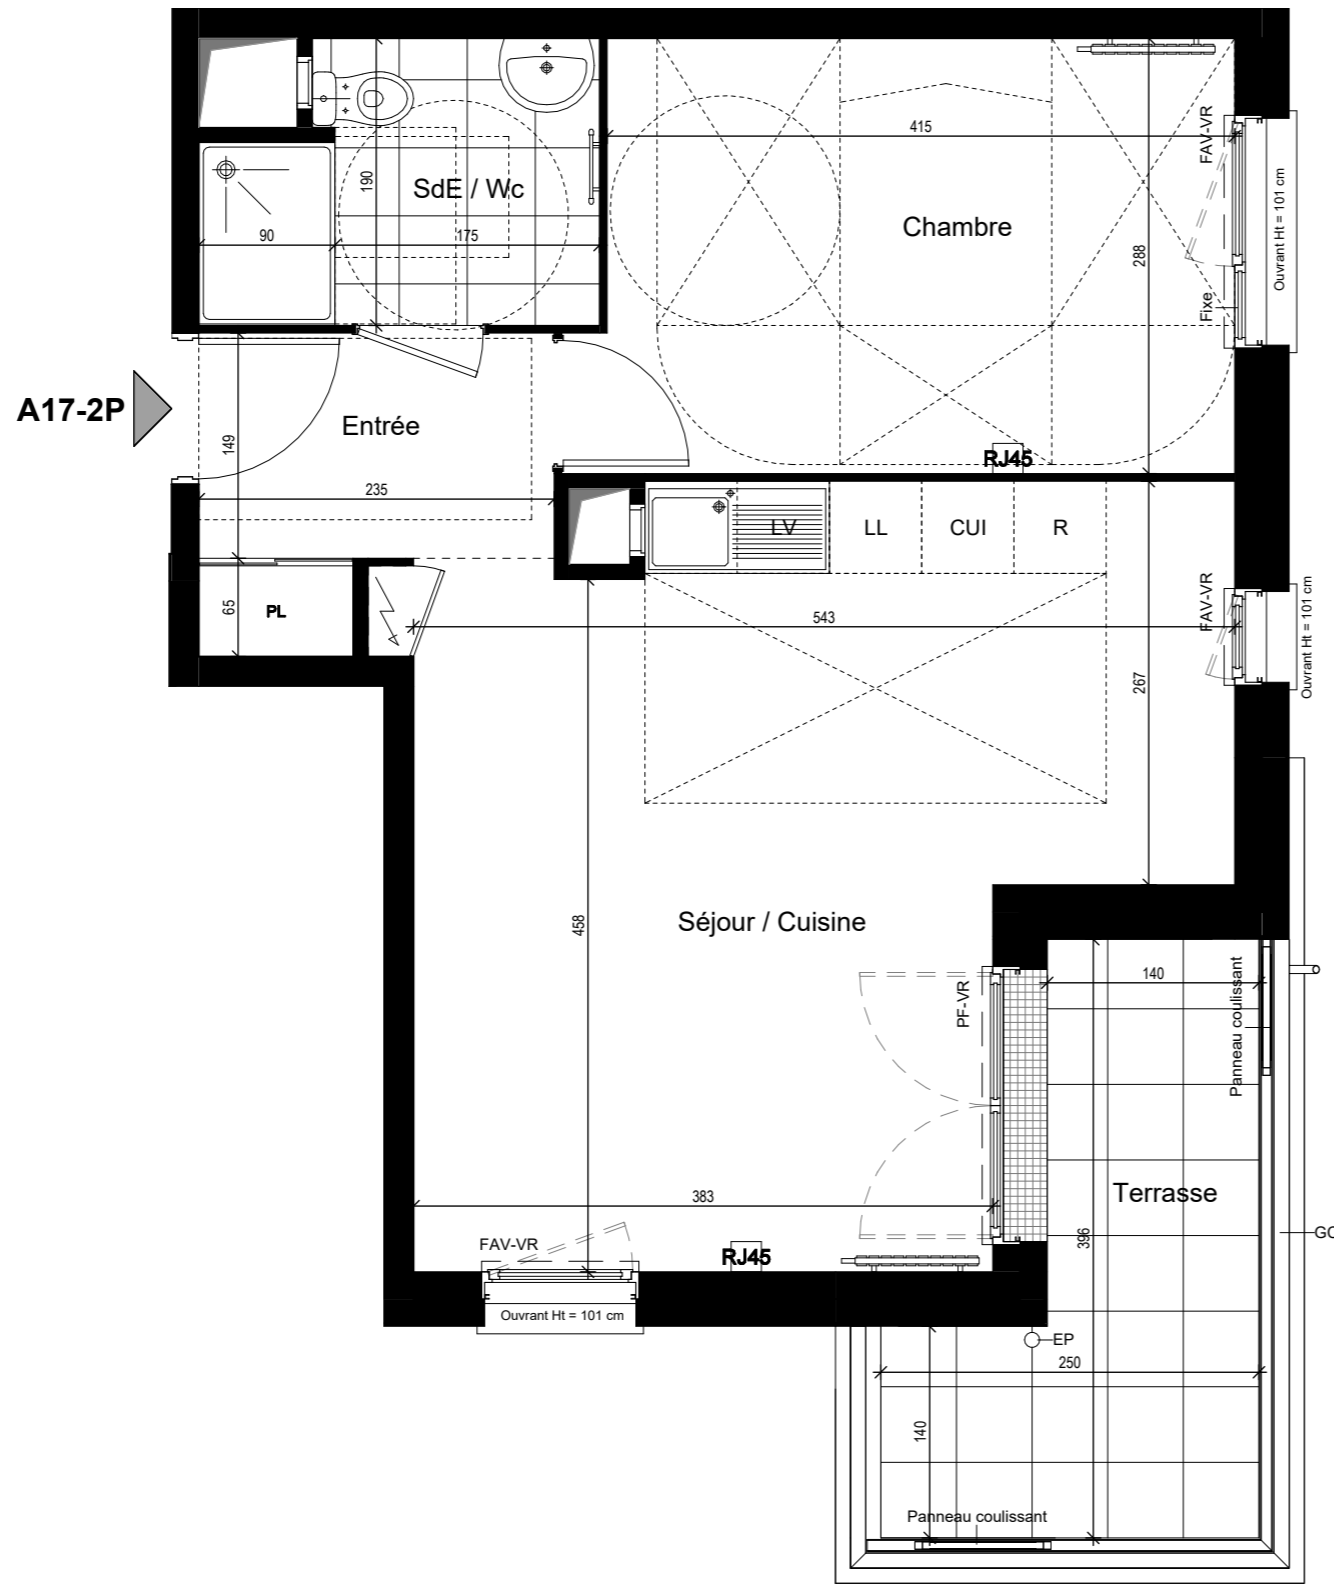 SdE / Wc
190
90
175
415
Chambre
288
FAV-VR
Fixe
Ouvrant Ht = 101 cm
A17-2P
Entrée
149
235
RJ45
LV
LL
CUI
R
PL
65
543
FAV-VR
Ouvrant Ht = 101 cm
267
458
Séjour / Cuisine
PF-VR
140
Panneau coulissant
383
Terrasse
396
FAV-VR
RJ45
Ouvrant Ht = 101 cm
EP
250
140
Panneau coulissant